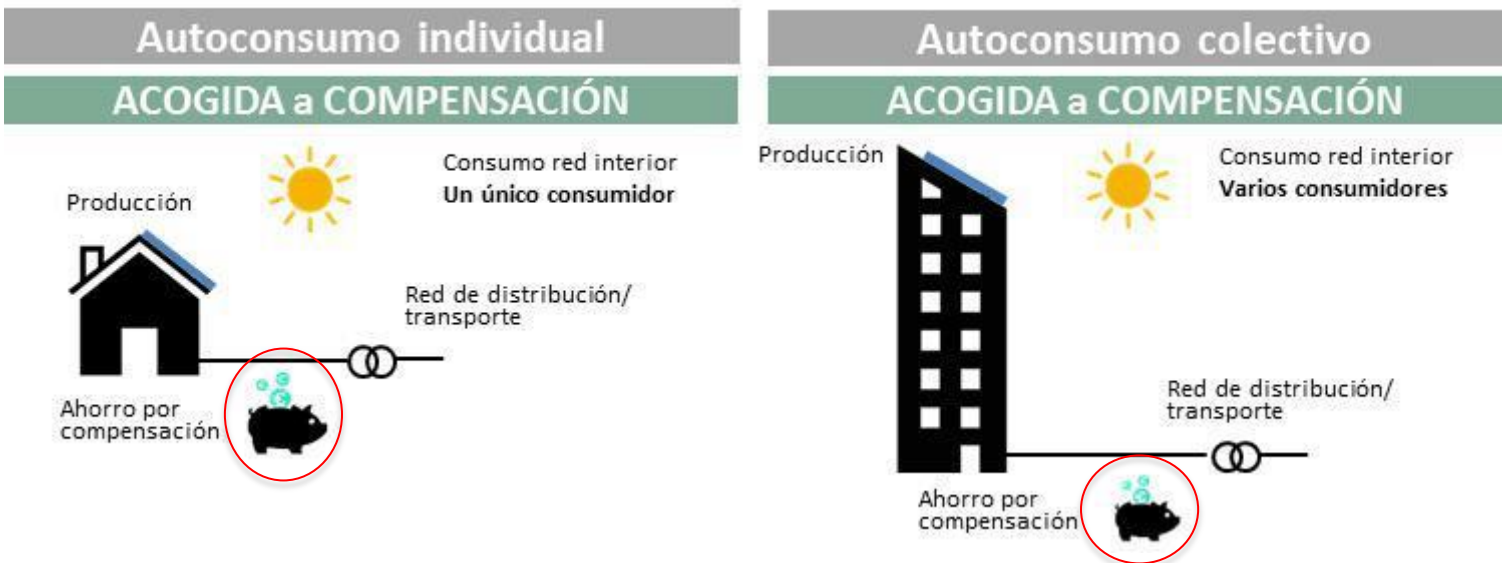 Autoconsumo individual
ACOGIDA a COMPENSACIÓN
Consumo red interior
Un único consumidor
Producción
Red de distribución/
transporte
Ahorro por
compensación
Autoconsumo colectivo
ACOGIDA a COMPENSACIÓN
Producción
Consumo red interior
Varios consumidores
Red de distribución/
transporte
Ahorro por
compensación